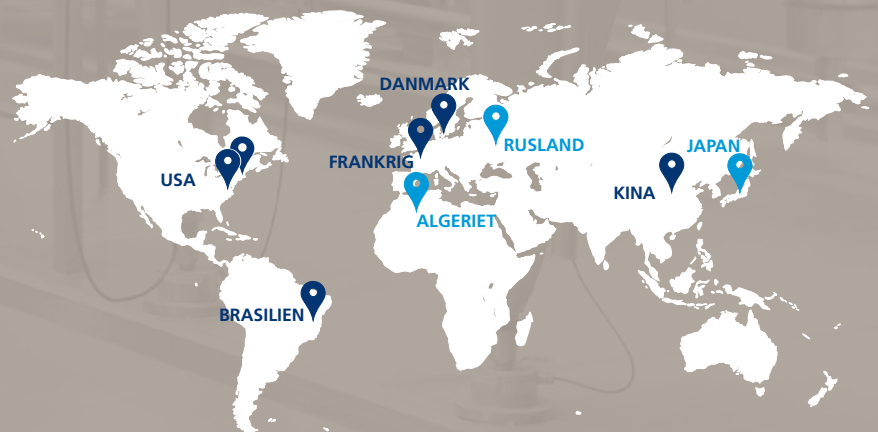 DANMARK
RUSLAND
JAPAN
FRANKRIG
USA
KINA
ALGERIET
BRASILIEN